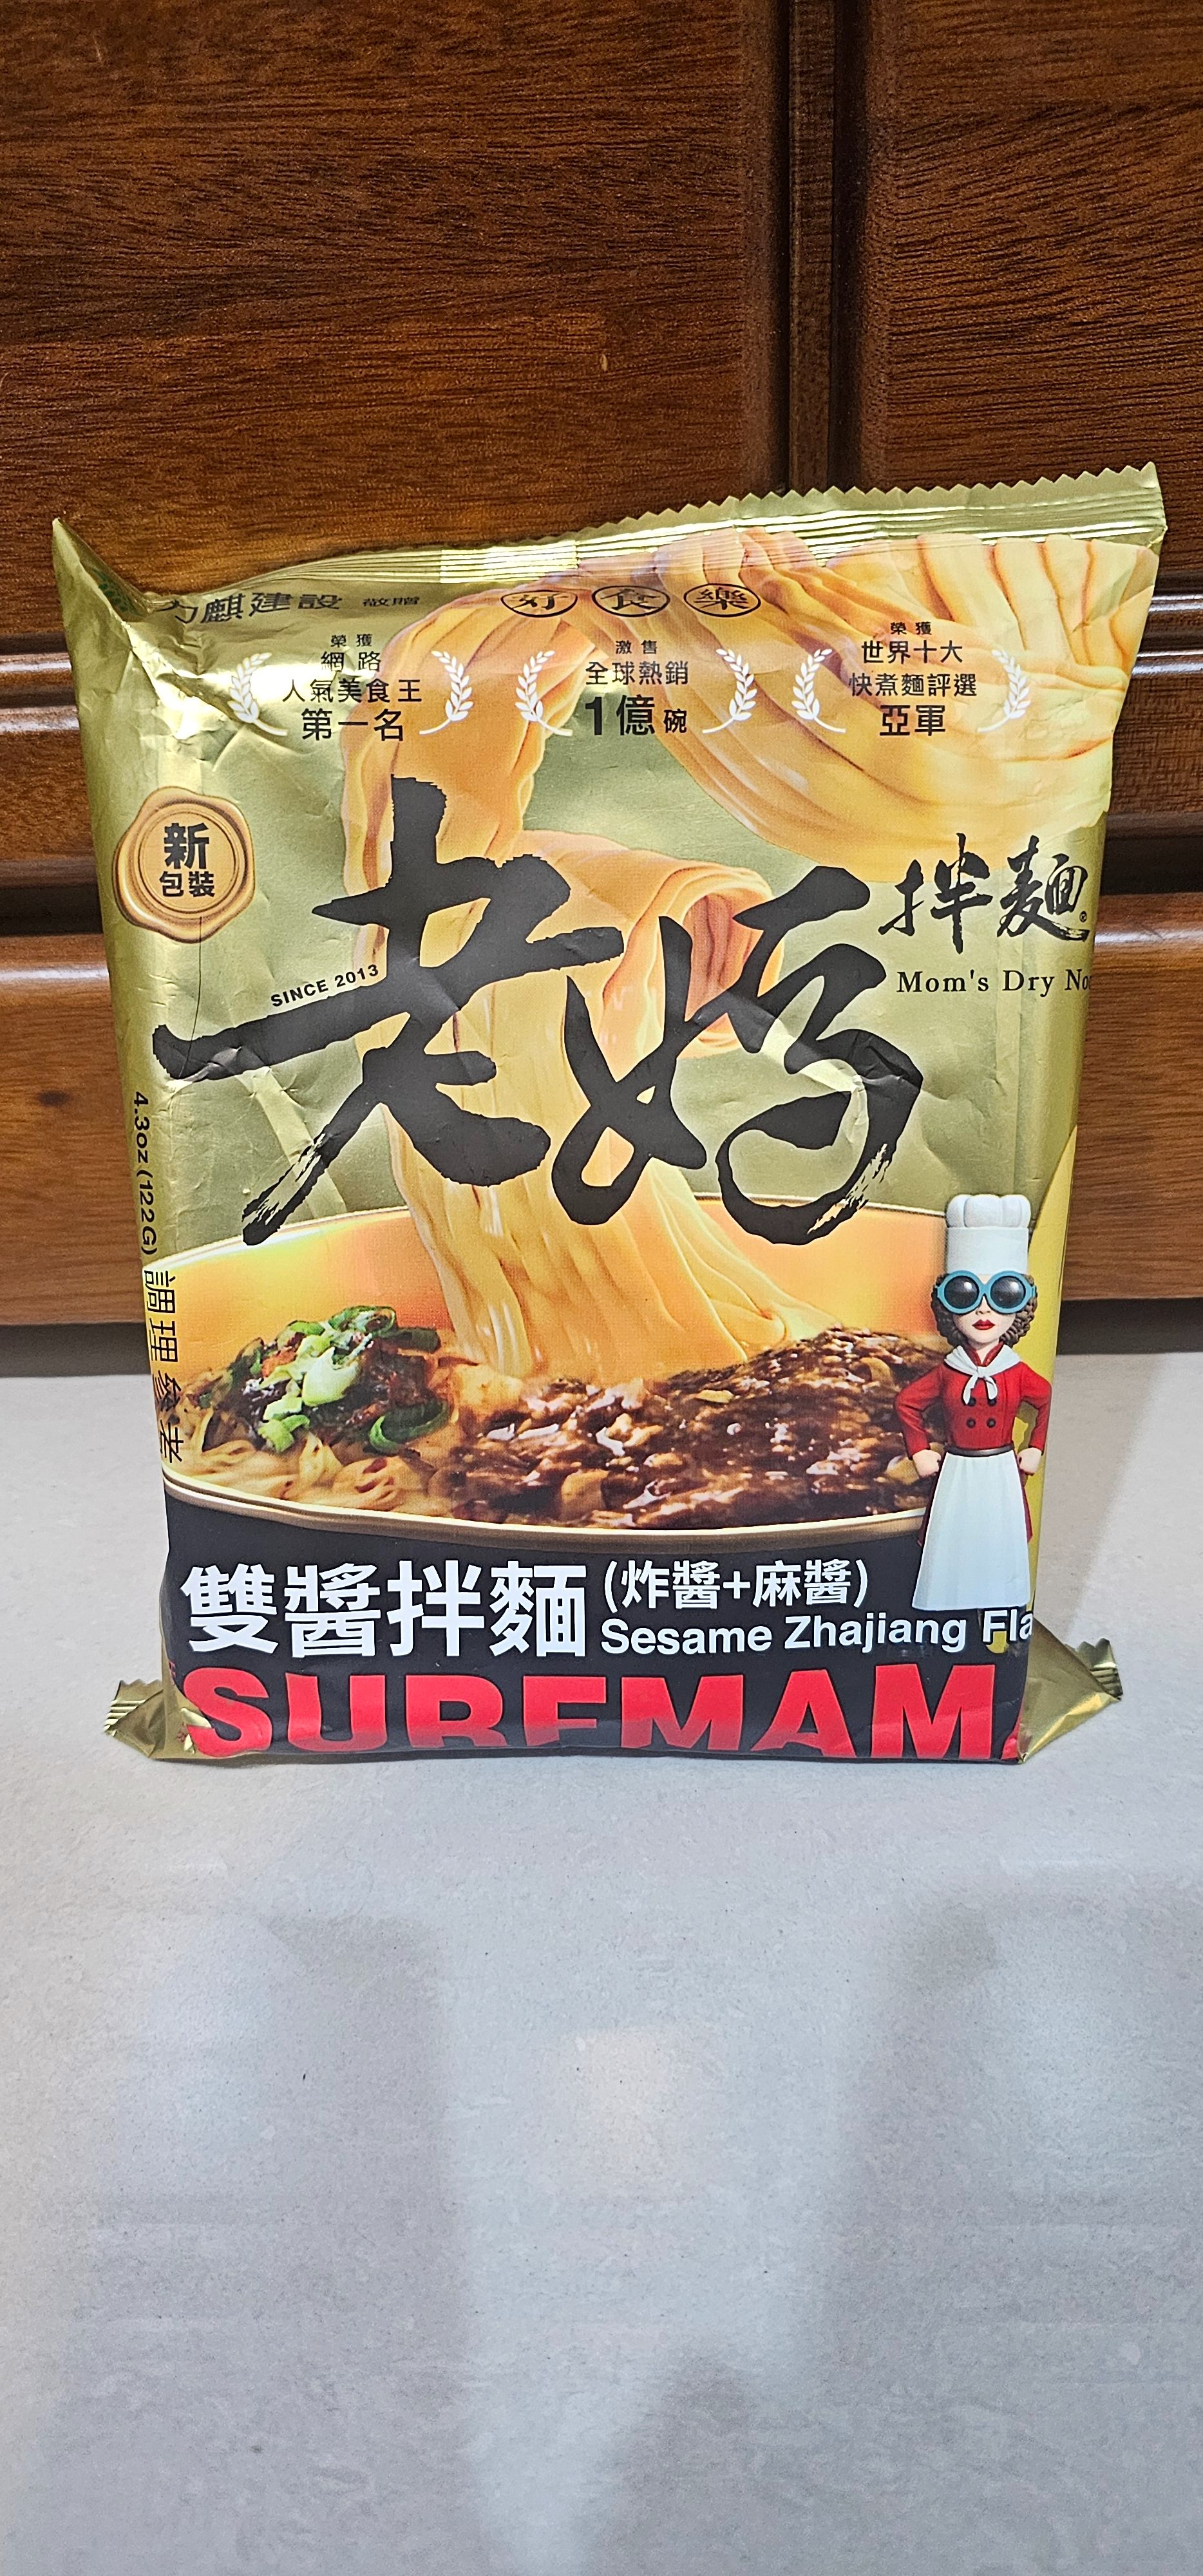 麒建設 敬贈
好食樂
榮獲
網路
人氣美食王
第一名
激售
全球熱銷
1億碗
榮獲
世界十大
快煮麵評選
亞軍
新
包裝
SINCE 2013
老媽
拌麵
Mom's Dry
4.3oz (122G) 調理參考
雙醬拌麵 (炸醬+麻醬)
Sesame Zhajiang
SUREMAM